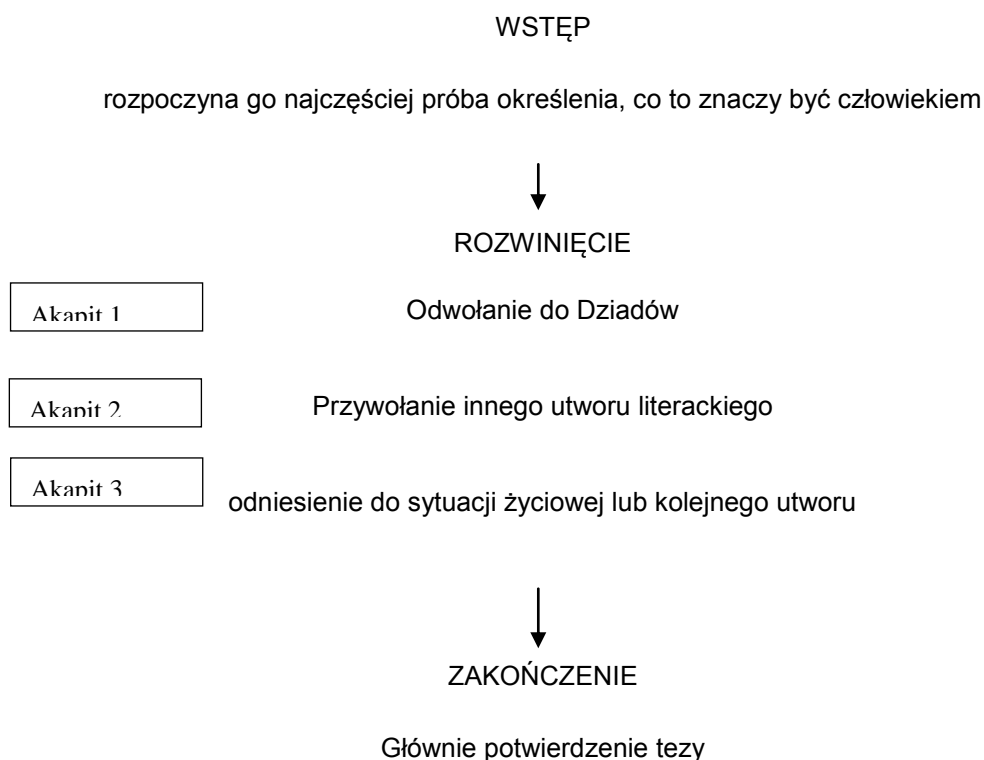 WSTĘP
rozpoczyna go najczęściej próba określenia, co to znaczy być człowiekiem
ROZWINIĘCIE
Akapit 1
Odwołanie do Dziadów
Akapit 2
Przywołanie innego utworu literackiego
Akapit 3
odniesienie do sytuacji życiowej lub kolejnego utworu
ZAKOŃCZENIE
Głównie potwierdzenie tezy